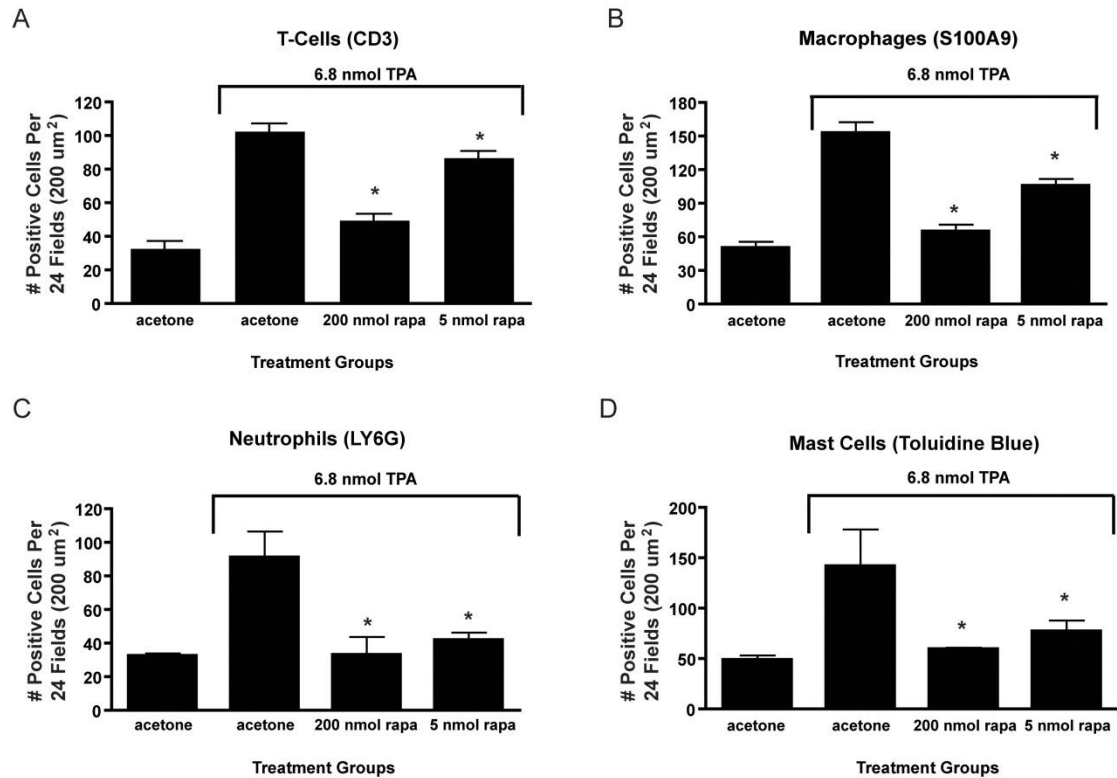 A
T-Cells (CD3)
6.8 nmol TPA
# Positive Cells Per
24 Fields (200 um²)
120
100
80
60
40
20
0
*
*
acetone acetone 200 nmol rapa 5 nmol rapa
Treatment Groups
B
Macrophages (S100A9)
6.8 nmol TPA
# Positive Cells Per
24 Fields (200 um²)
180
150
120
90
60
30
0
*
*
acetone acetone 200 nmol rapa 5 nmol rapa
Treatment Groups
C
Neutrophils (LY6G)
6.8 nmol TPA
# Positive Cells Per
24 Fields (200 um²)
120
100
80
60
40
20
0
*
*
acetone acetone 200 nmol rapa 5 nmol rapa
Treatment Groups
D
Mast Cells (Toluidine Blue)
6.8 nmol TPA
# Positive Cells Per
24 Fields (200 um²)
200
150
100
50
0
*
*
acetone acetone 200 nmol rapa 5 nmol rapa
Treatment Groups